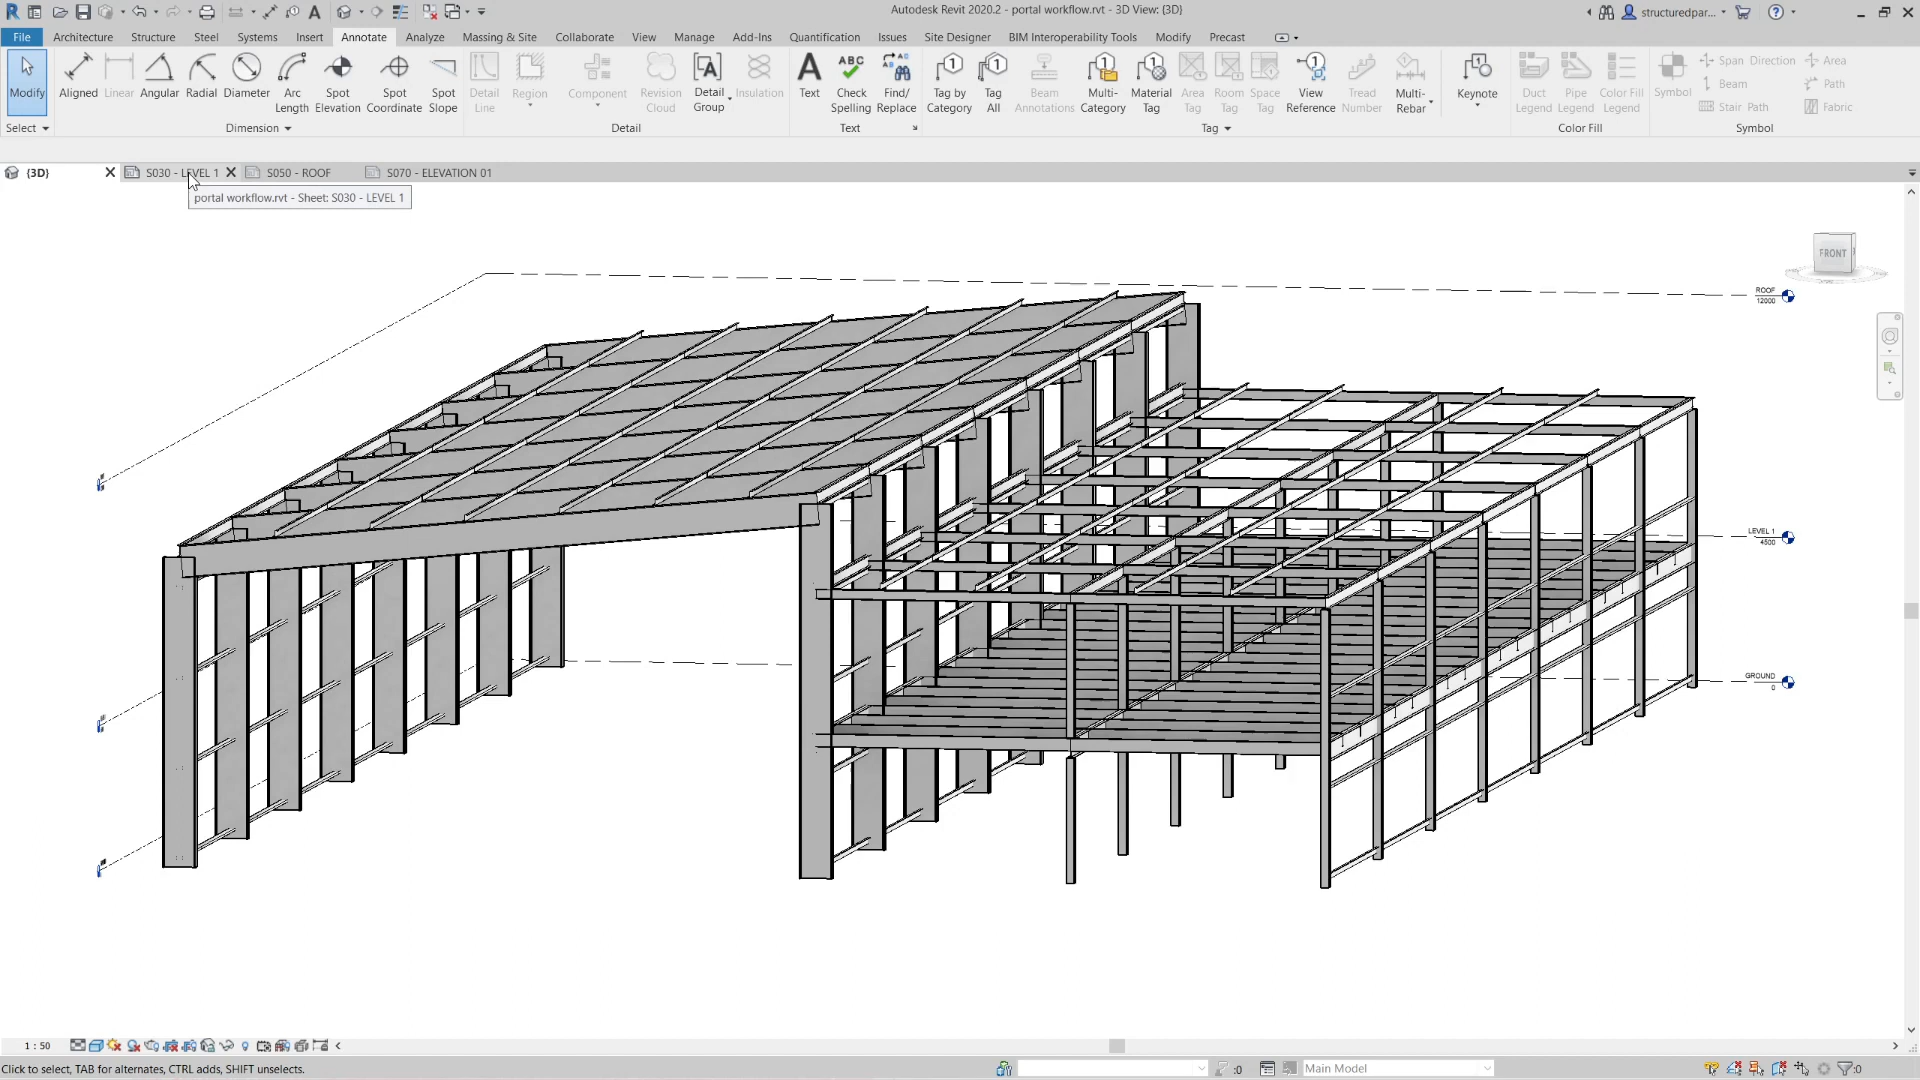 Autodesk Revit 2020.2 - portal workflow.rvt - 3D View: {3D}
structuredpar...
File Architecture Structure Steel Systems Insert Annotate Analyze Massing & Site Collaborate View Manage Add-Ins Quantification Issues Site Designer BIM Interoperability Tools Modify Precast
Modify Aligned Linear Angular Radial Diameter Arc Length Spot Elevation Spot Coordinate Spot Slope Detail Line Region Component Revision Cloud Detail Group Insulation Text Check Spelling Find/ Replace Tag by Category Tag All Beam Annotations Multi-Category Material Tag Area Tag Room Tag Space Tag View Reference Tread Number Multi-Rebar Keynote Duct Legend Pipe Legend Color Fill Legend Symbol Span Direction Area
Beam Path
Stair Path Fabric
Select Dimension Detail Text Tag Color Fill Symbol
{3D} S030 - LEVEL 1 S050 - ROOF S070 - ELEVATION 01
portal workflow.rvt - Sheet: S030 - LEVEL 1
FRONT
ROOF
12000
LEVEL 1
4500
GROUND
0
1 : 50
Click to select, TAB for alternates, CTRL adds, SHIFT unselects.
:0
Main Model
:0